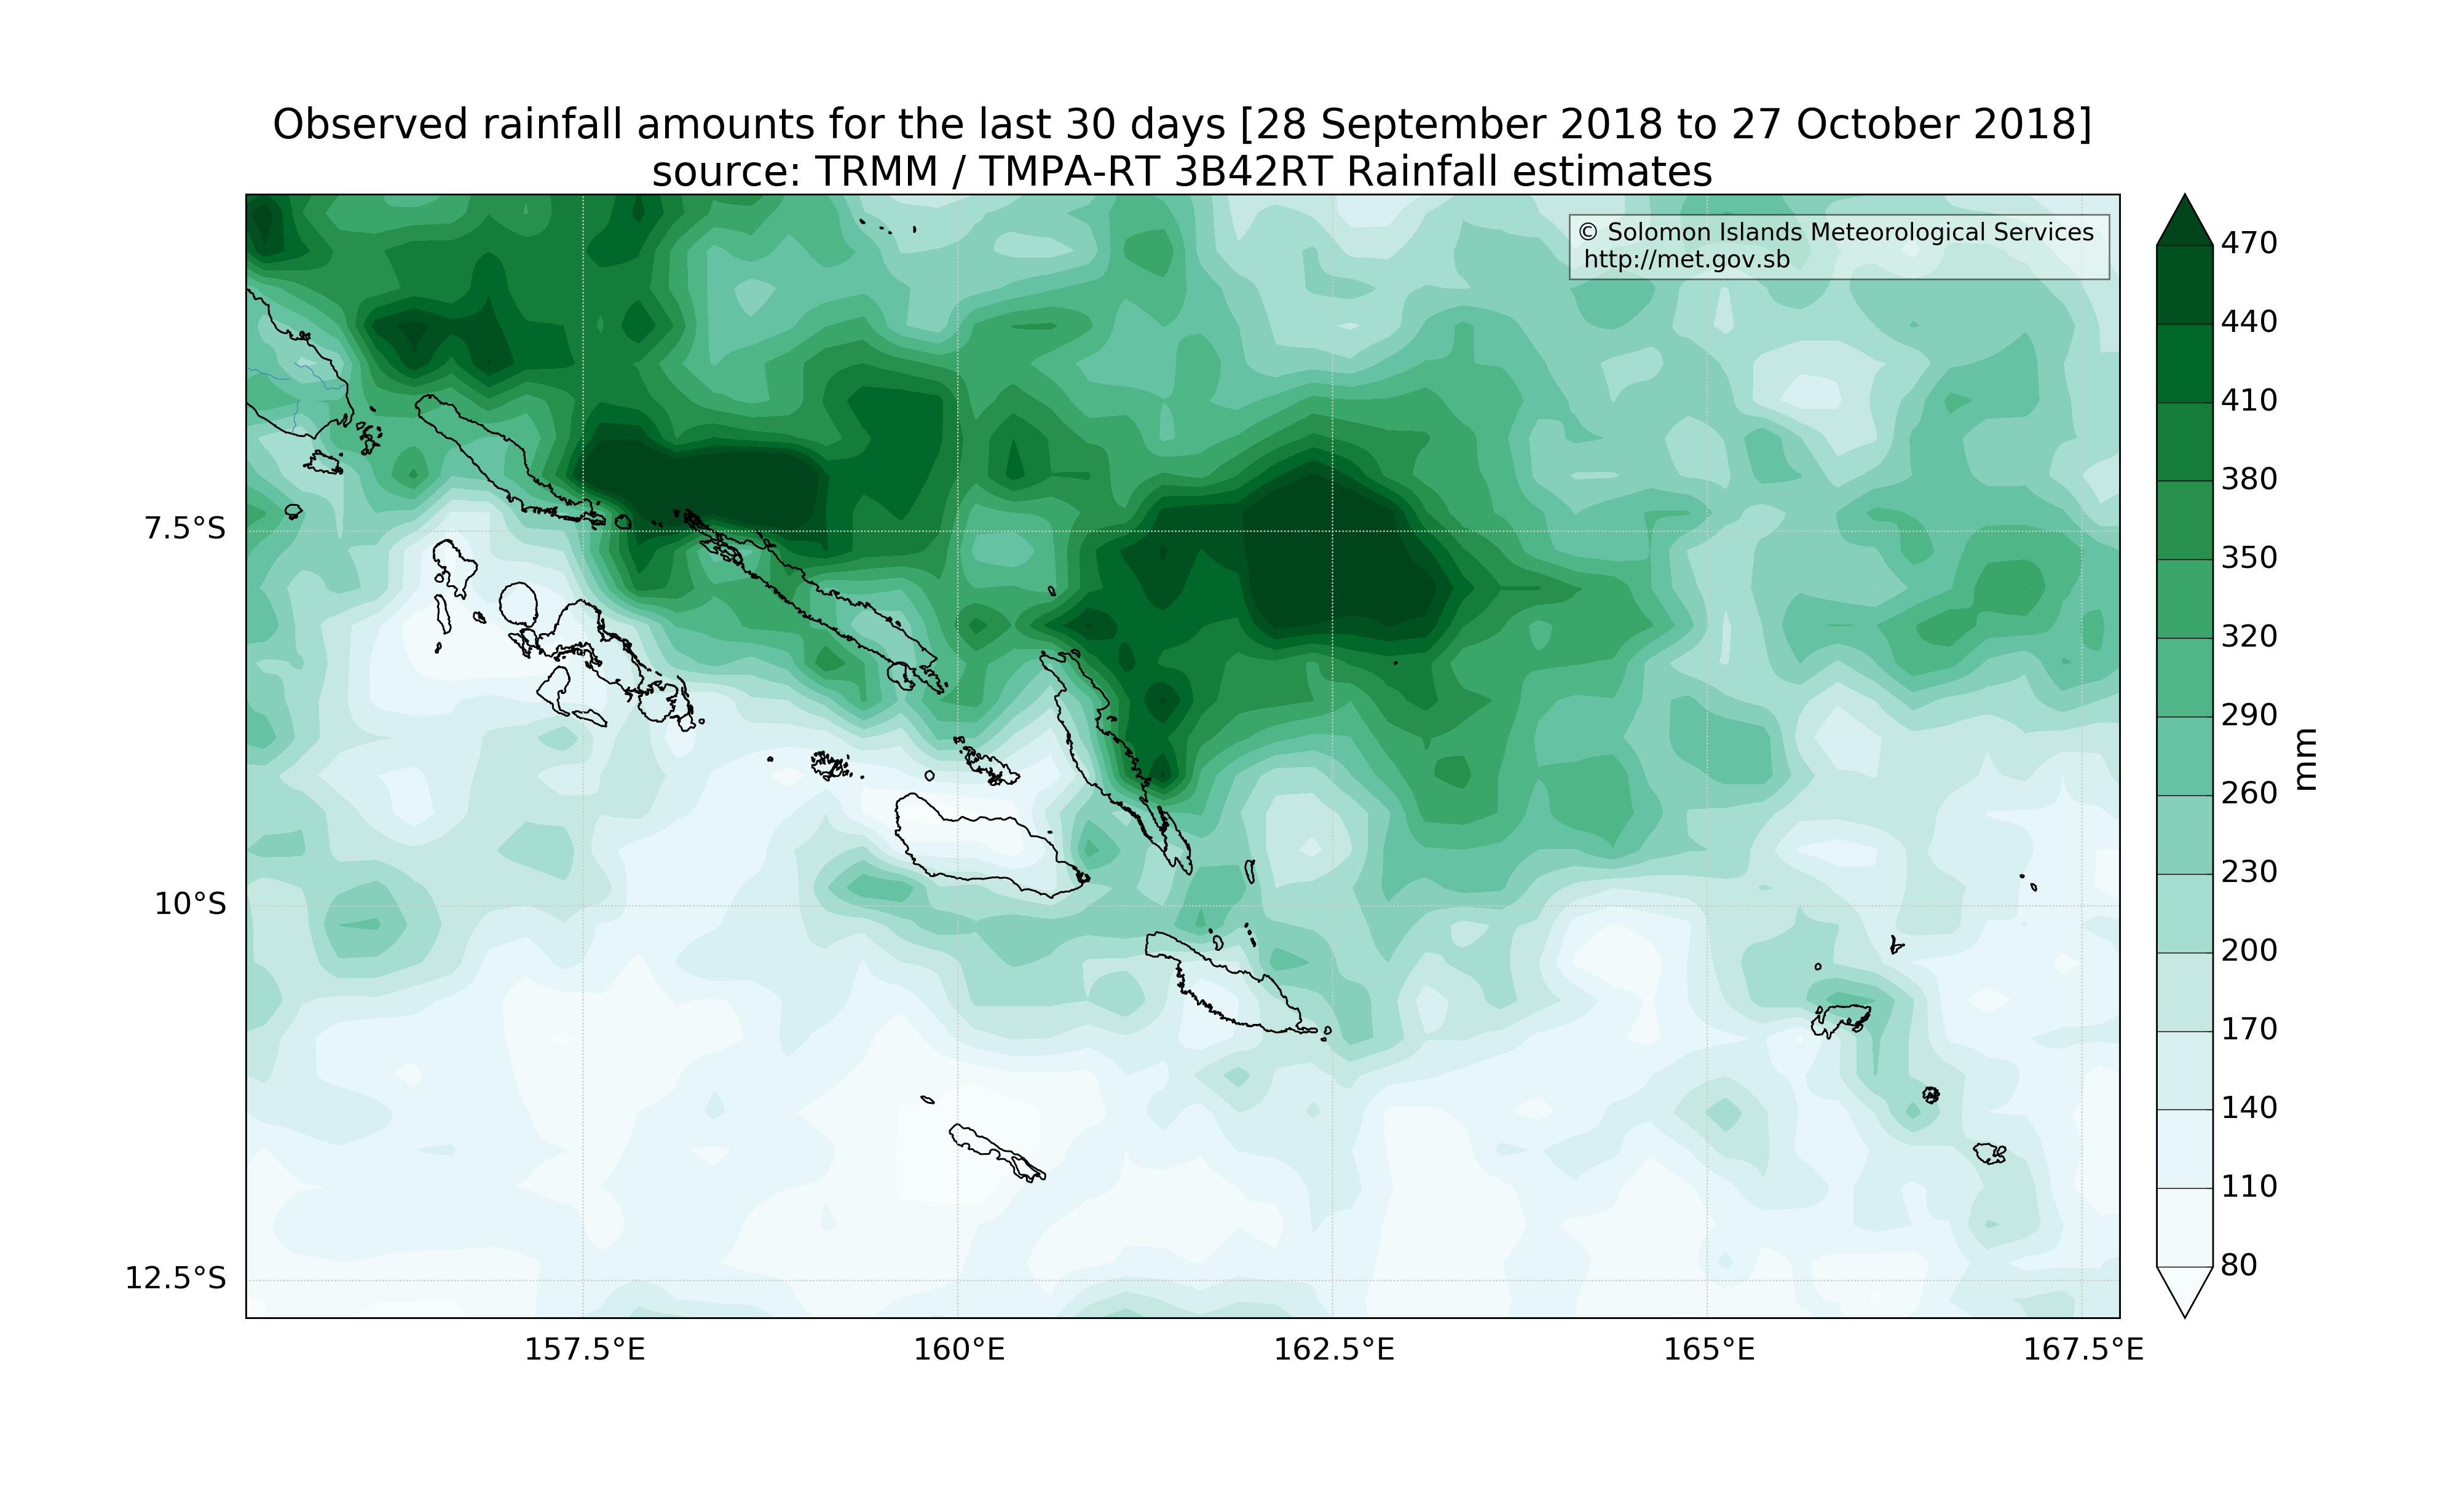 Observed rainfall amounts for the last 30 days [28 September 2018 to 27 October 2018]
source: TRMM / TMPA-RT 3B42RT Rainfall estimates
© Solomon Islands Meteorological Services
http://met.gov.sb
470
440
410
380
350
320
290
260
230
200
170
140
110
80
mm
7.5°S
10°S
12.5°S
157.5°E
160°E
162.5°E
165°E
167.5°E